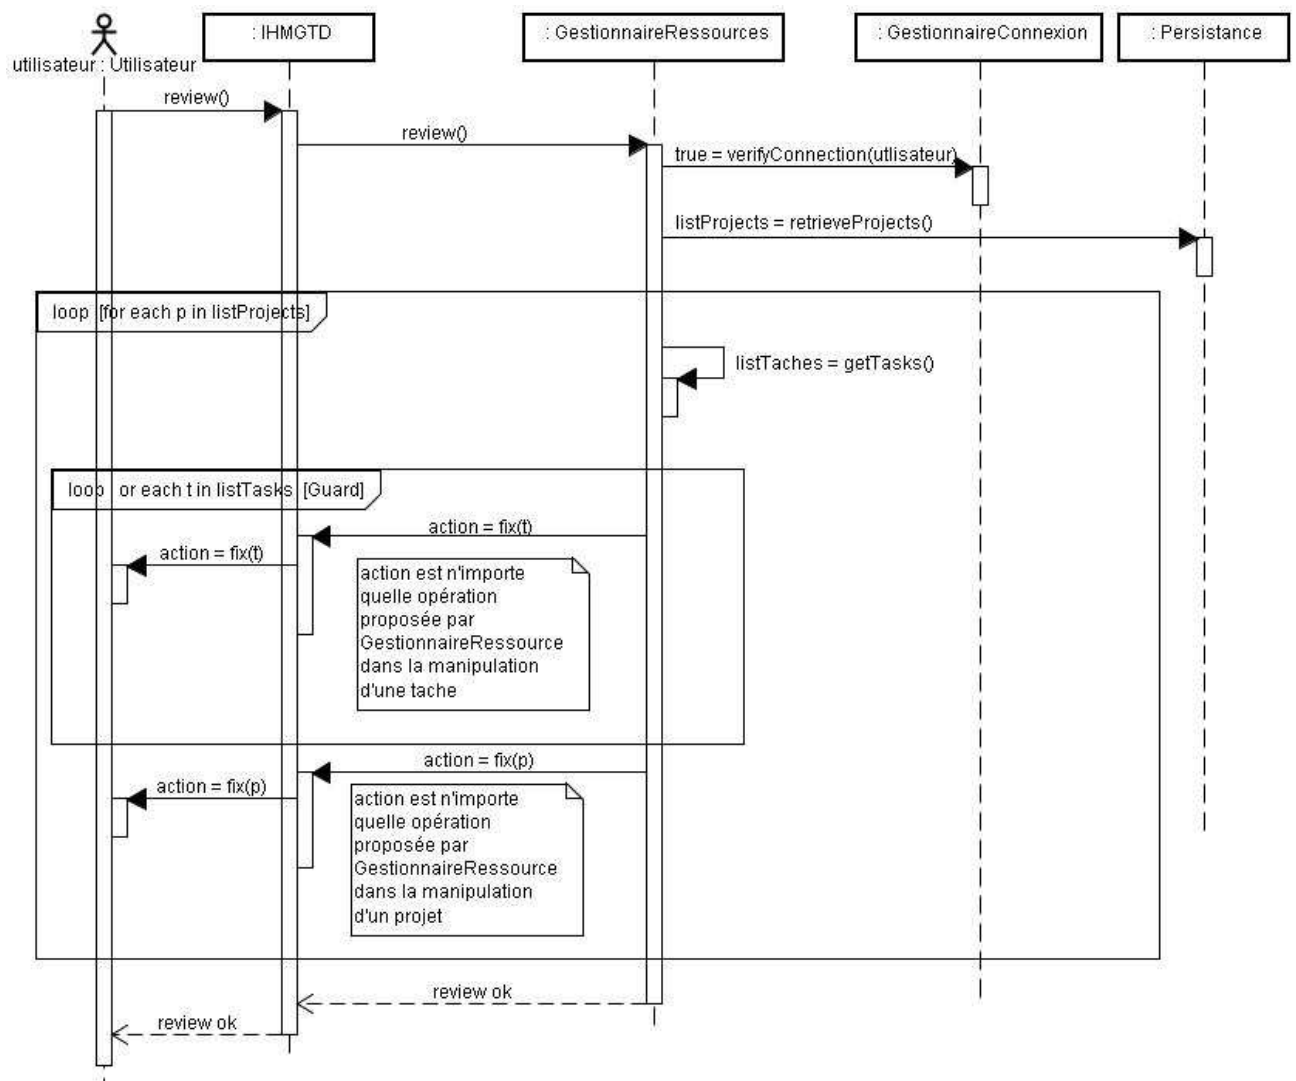 : IHMGTD
: GestionnaireRessources
: GestionnaireConnexion
: Persistance
utilisateur : Utilisateur
review()
review()
true = verifyConnection(utlisateur)
listProjects = retrieveProjects()
loop [for each p in listProjects]
listTaches = getTasks()
loop or each t in listTasks [Guard]
action = fix(t)
action = fix(t)
action est n'importe
quelle opération
proposée par
GestionnaireRessource
dans la manipulation
d'une tache
action = fix(p)
action = fix(p)
action est n'importe
quelle opération
proposée par
GestionnaireRessource
dans la manipulation
d'un projet
review ok
review ok